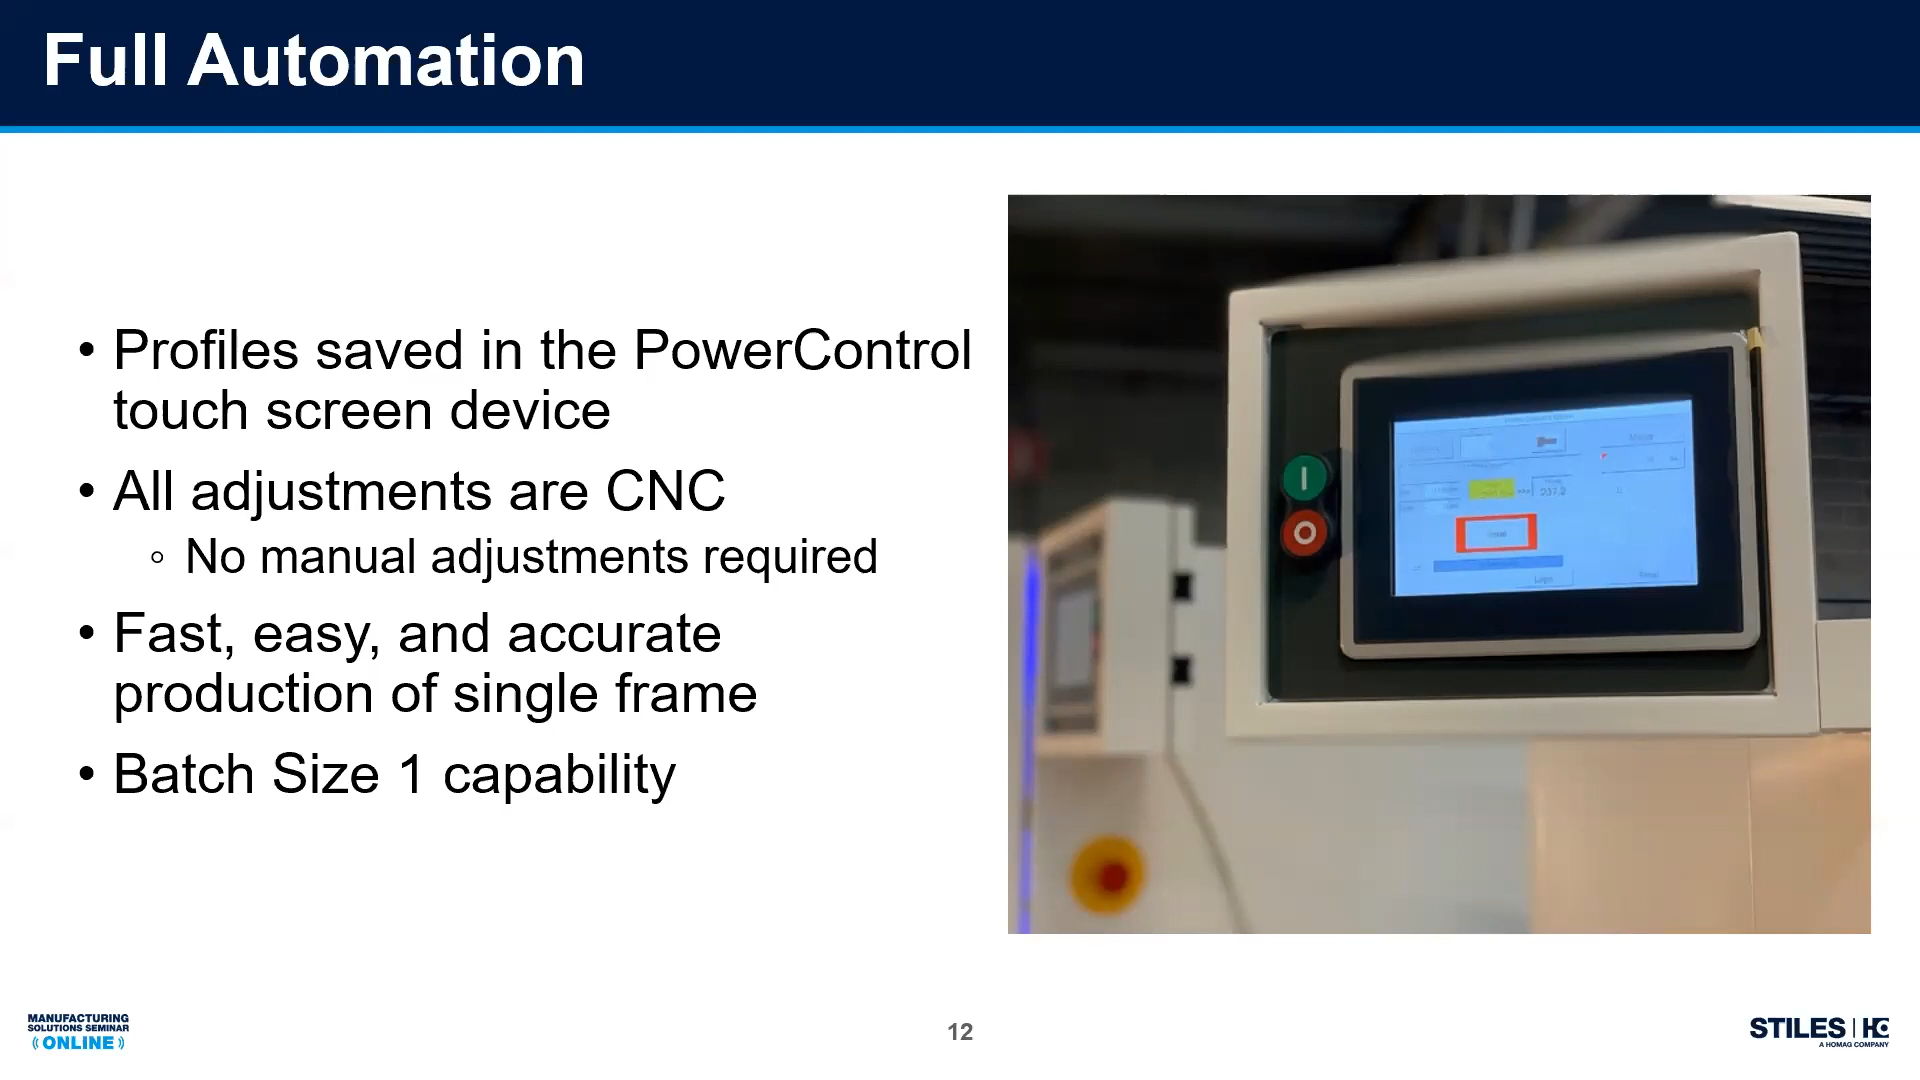 Full Automation
• Profiles saved in the PowerControl
touch screen device
• All adjustments are CNC
◦ No manual adjustments required
• Fast, easy, and accurate
production of single frame
• Batch Size 1 capability
MANUFACTURING
SOLUTIONS SEMINAR
ONLINE
12
STILES | HC
A HOMAG COMPANY